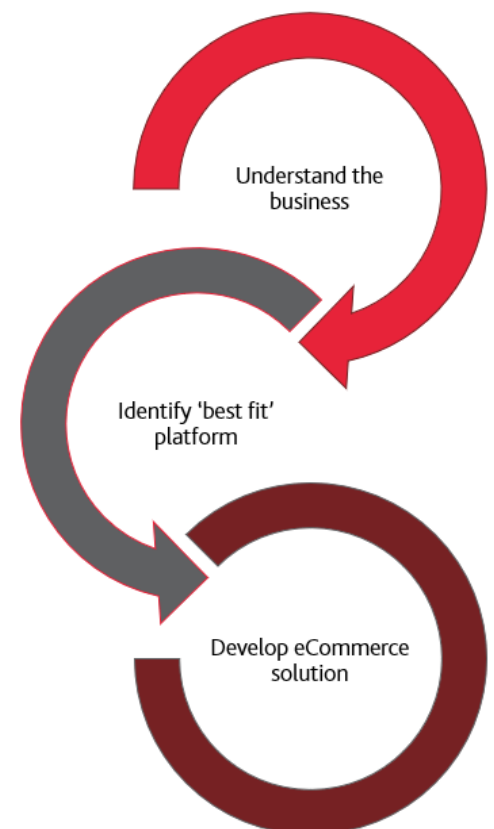 Understand the
business
Identify ‘best fit’
platform
Develop eCommerce
solution